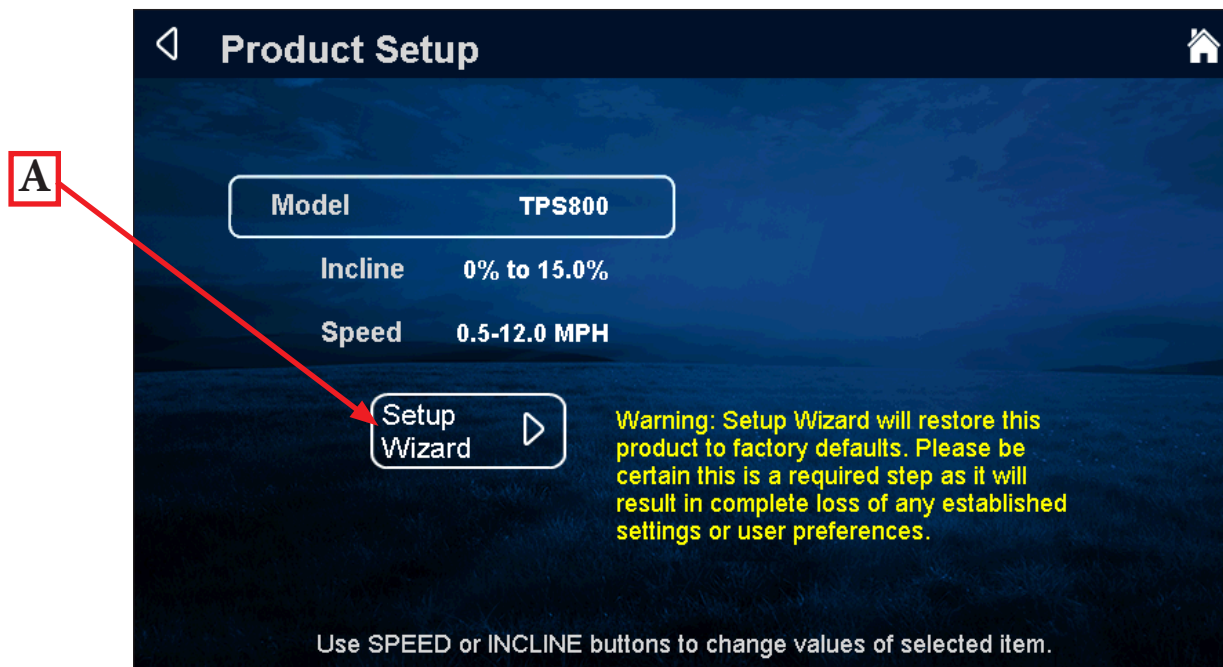 Product Setup
A
Model TPS800
Incline 0% to 15.0%
Speed 0.5-12.0 MPH
Setup
Wizard
Warning: Setup Wizard will restore this
product to factory defaults. Please be
certain this is a required step as it will
result in complete loss of any established
settings or user preferences.
Use SPEED or INCLINE buttons to change values of selected item.